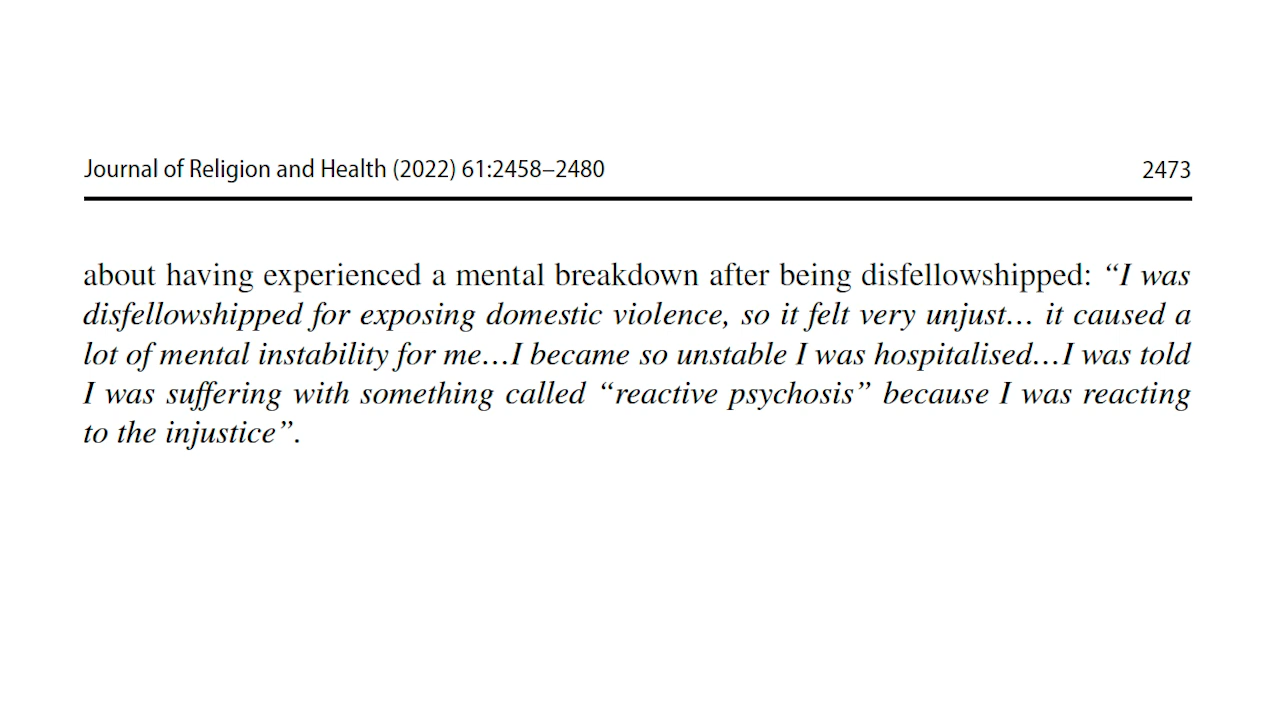 Journal of Religion and Health (2022) 61:2458–2480 2473
about having experienced a mental breakdown after being disfellowshipped: “I was
disfellowshipped for exposing domestic violence, so it felt very unjust… it caused a
lot of mental instability for me…I became so unstable I was hospitalised…I was told
I was suffering with something called “reactive psychosis” because I was reacting
to the injustice”.